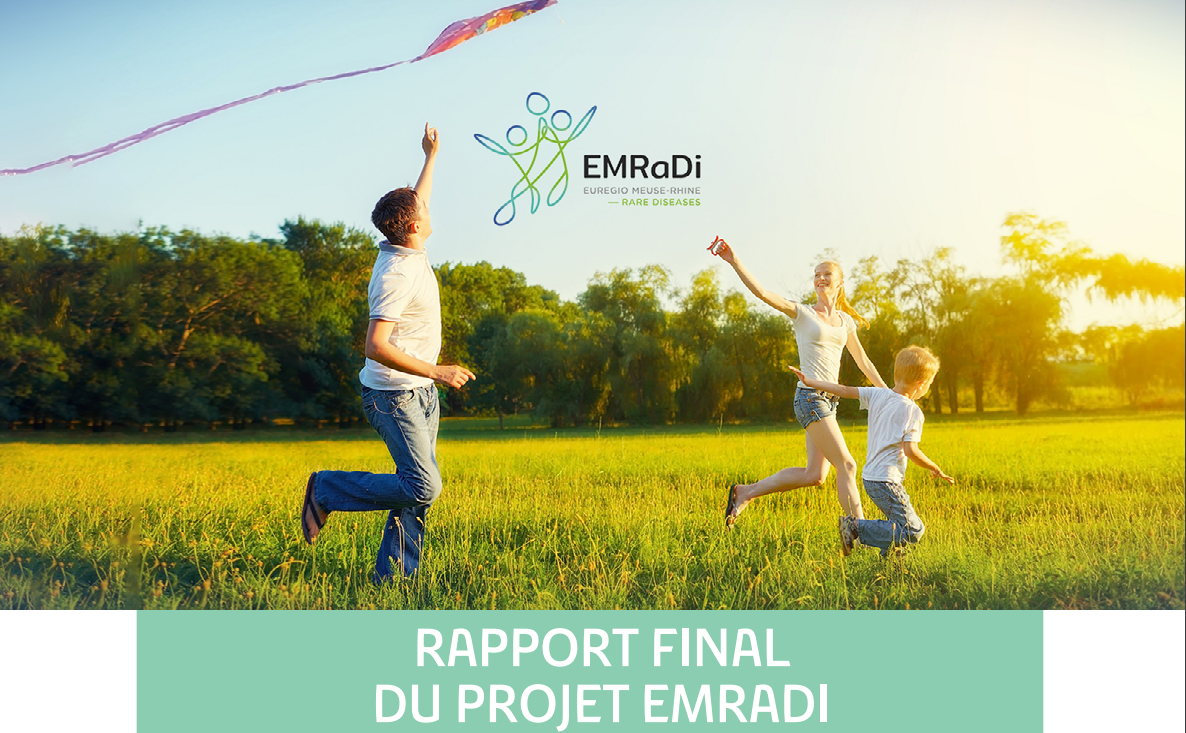 EMRaDi
EUREGIO MEUSE-RHINE
— RARE DISEASES
RAPPORT FINAL
DU PROJET EMRADI